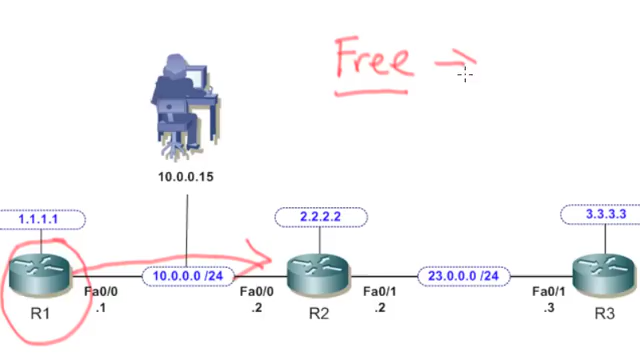 Free →
10.0.0.15
1.1.1.1
2.2.2.2
3.3.3.3
10.0.0.0 /24
23.0.0.0 /24
Fa0/0
Fa0/0
Fa0/1
Fa0/1
.1
.2
.2
.3
R1
R2
R3